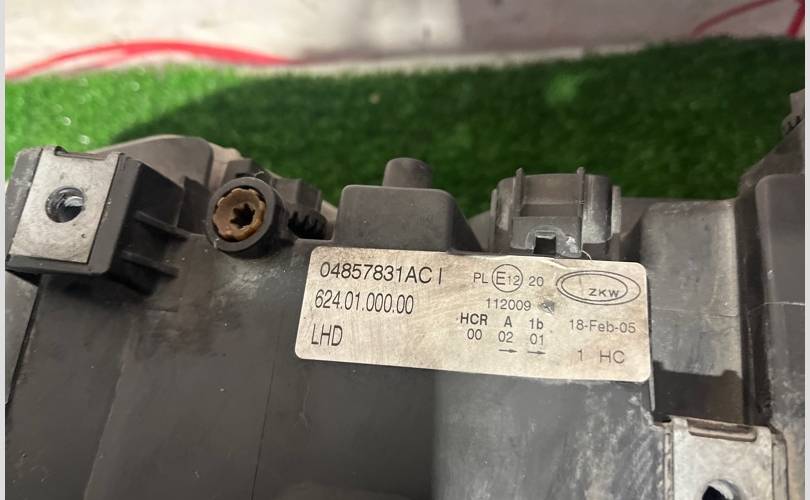 04857831AC I
624.01.000.00
LHD
PL E12 20
112009
HCR A 1b
00 02 01
→ →
ZKW
18-Feb-05
1 HC